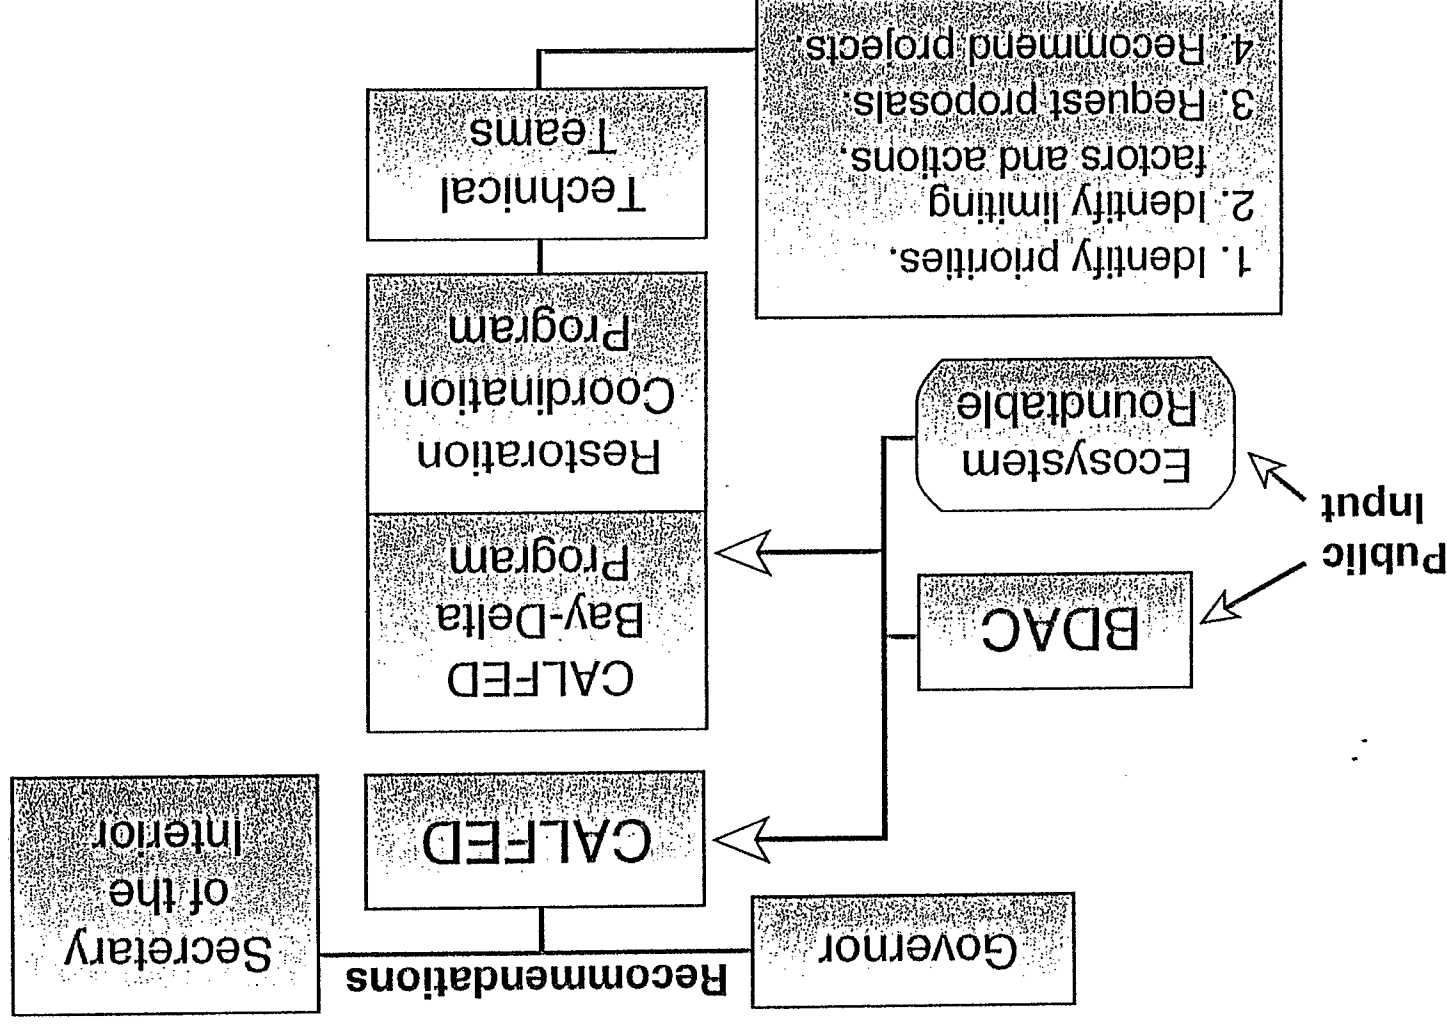 Recommendations
Governor
Secretary
of the
Interior
CALFED
Public
Input
BDAC
Ecosystem
Roundtable
CALFED
Bay-Delta
Program
Restoration
Coordination
Program
Technical
Teams
1. Identify priorities.
2. Identify limiting
factors and actions.
3. Request proposals.
4. Recommend projects.